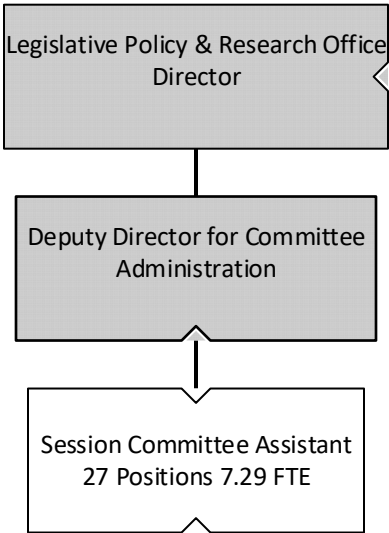 Legislative Policy & Research Office
Director
Deputy Director for Committee
Administration
Session Committee Assistant
27 Positions 7.29 FTE